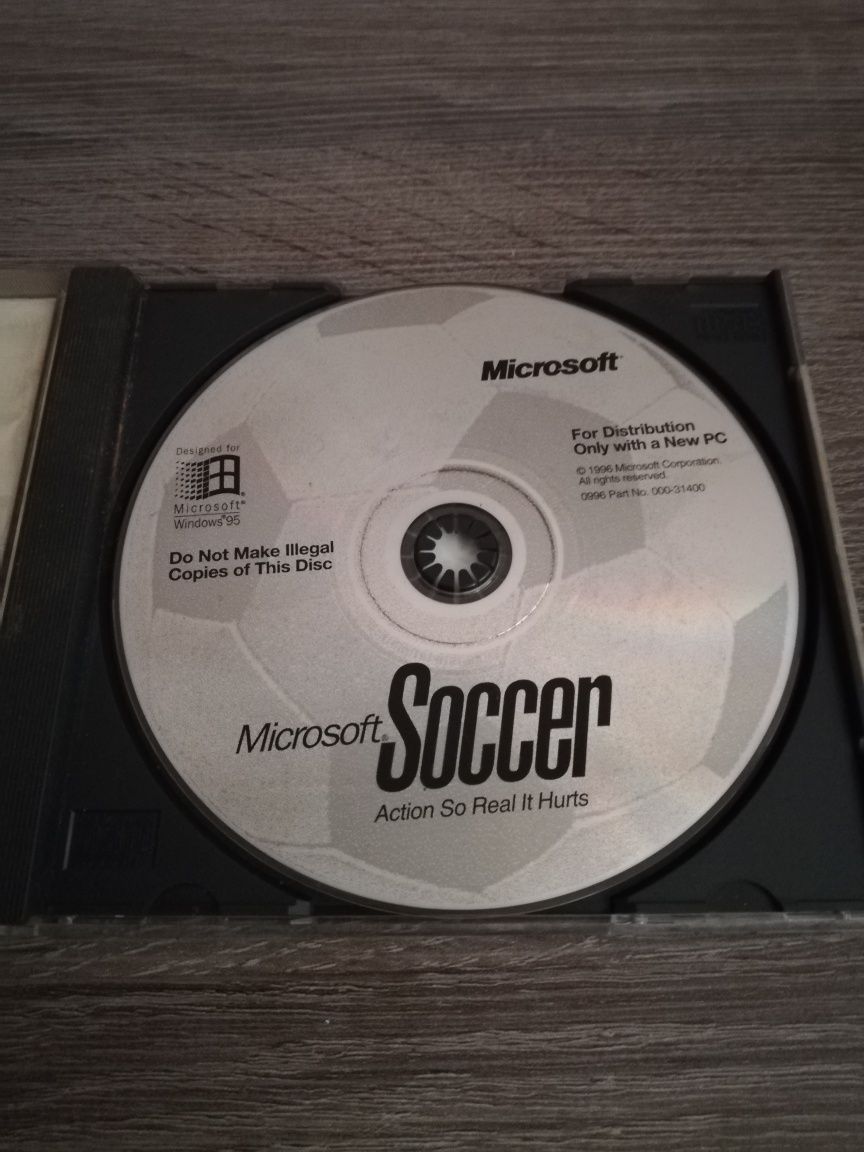 Microsoft
For Distribution
Only with a New PC
© 1996 Microsoft Corporation.
All rights reserved.
0996 Part No. 000-31400
Designed for
Microsoft®
Windows®95
Do Not Make Illegal
Copies of This Disc
Microsoft® Soccer
Action So Real It Hurts